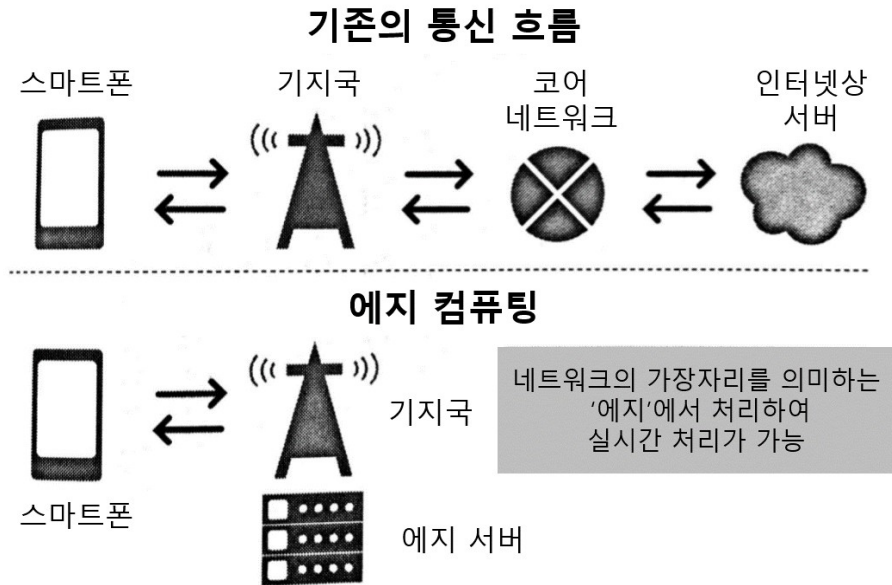 기존의 통신 흐름
스마트폰
기지국
코어
네트워크
인터넷상
서버
에지 컴퓨팅
기지국
네트워크의 가장자리를 의미하는
‘에지’에서 처리하여
실시간 처리가 가능
스마트폰
에지 서버